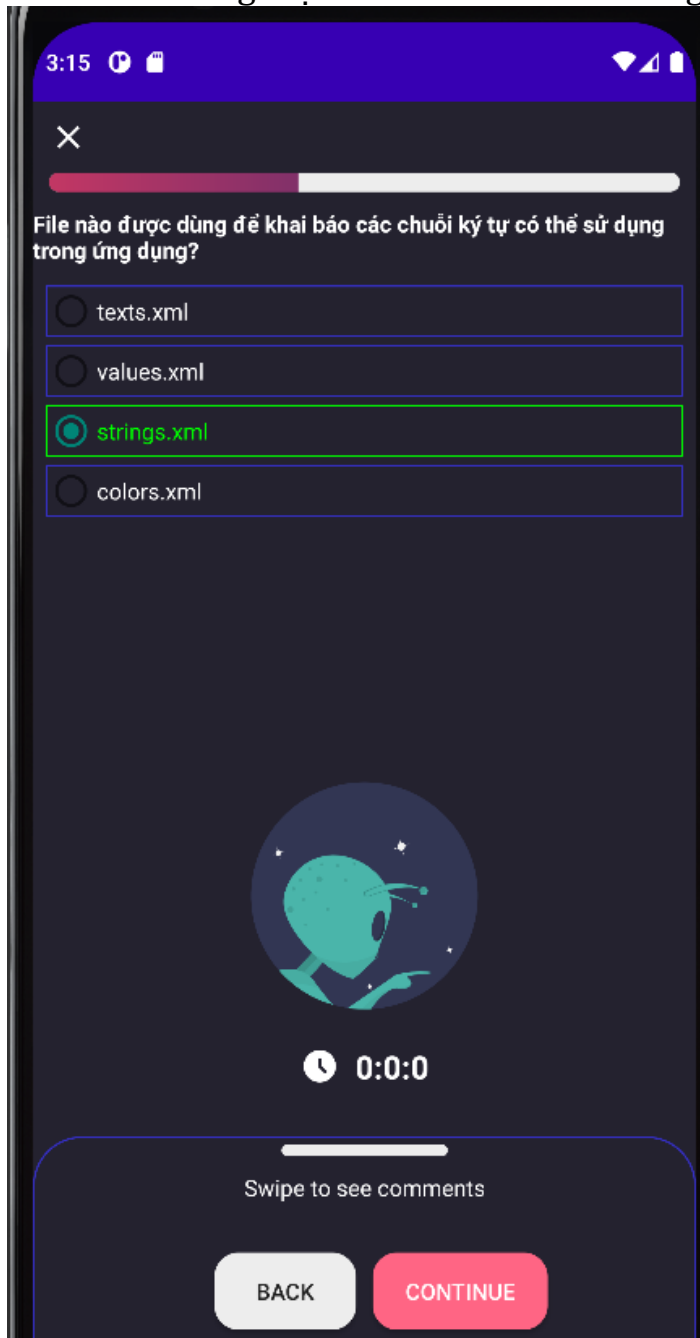 3:15
File nào được dùng để khai báo các chuỗi ký tự có thể sử dụng
trong ứng dụng?
texts.xml
values.xml
strings.xml
colors.xml
0:0:0
Swipe to see comments
BACK
CONTINUE